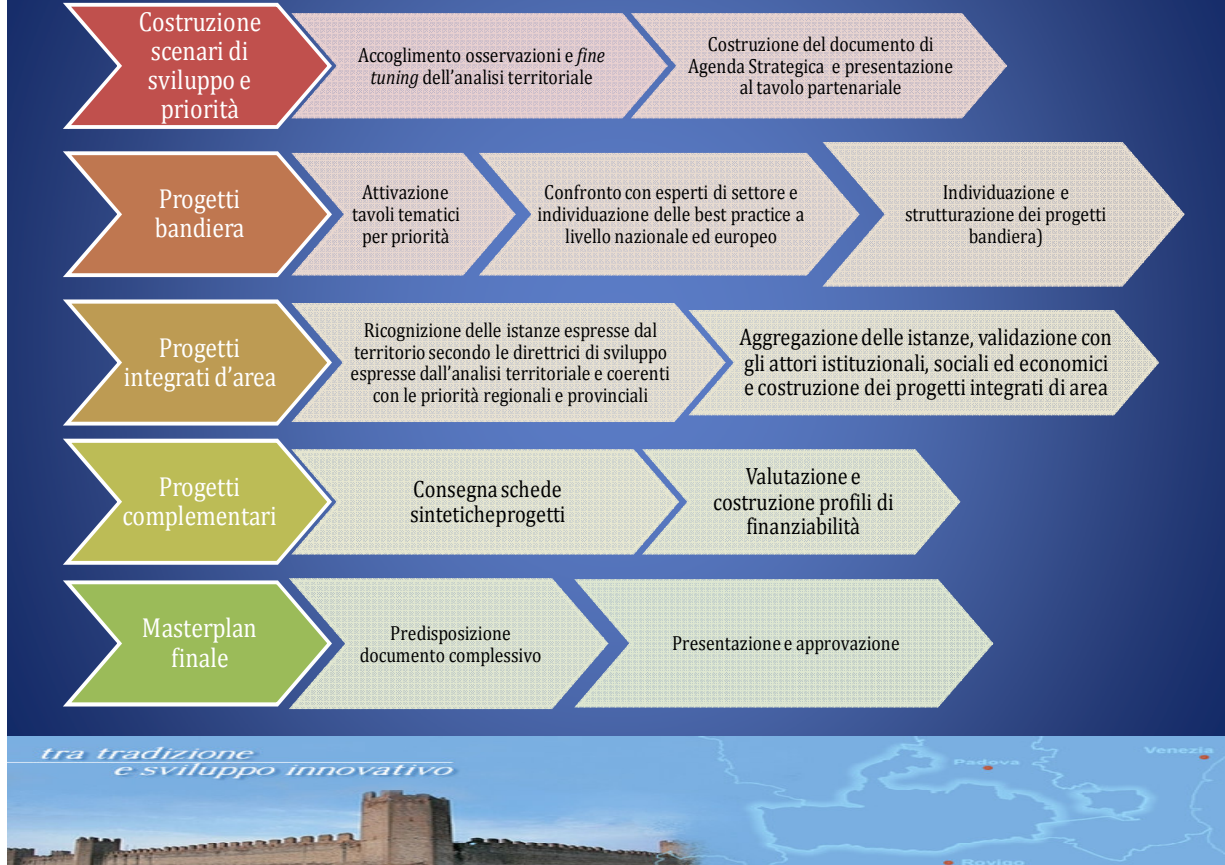 Costruzione
scenari di
sviluppo e
priorità
Accoglimento osservazioni e fine
tuning dell'analisi territoriale
Costruzione del documento di
Agenda Strategica e presentazione
al tavolo partenariale
Progetti
bandiera
Attivazione
tavoli tematici
per priorità
Confronto con esperti di settore e
individuazione delle best practice a
livello nazionale ed europeo
Individuazione e
strutturazione dei progetti
bandiera)
Progetti
integrati d'area
Ricognizione delle istanze espresse dal
territorio secondo le direttrici di sviluppo
espresse dall'analisi territoriale e coerenti
con le priorità regionali e provinciali
Aggregazione delle istanze, validazione con
gli attori istituzionali, sociali ed economici
e costruzione dei progetti integrati di area
Progetti
complementari
Consegna schede
sinteticheprogetti
Valutazione e
costruzione profili di
finanziabilità
Masterplan
finale
Predisposizione
documento complessivo
Presentazione e approvazione
tra tradizione
e sviluppo innovativo
Padova
Venezia
Rovigo